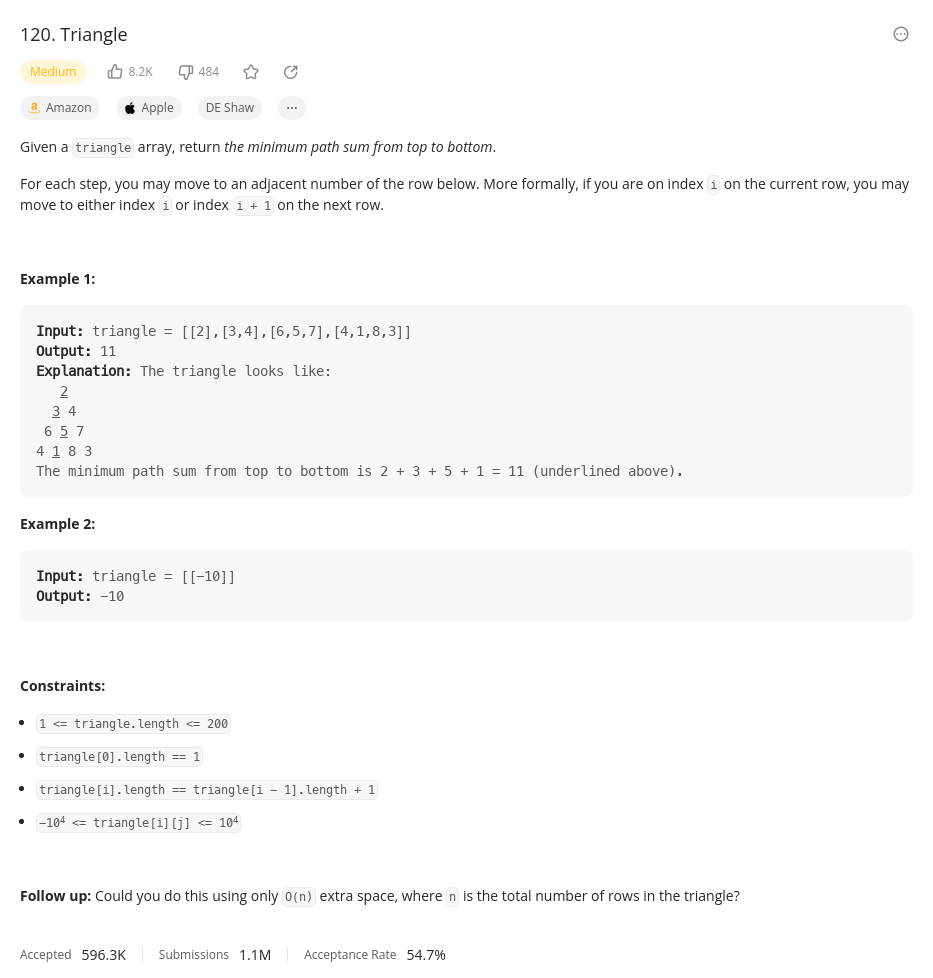 120. Triangle
Medium 8.2K 484
Amazon Apple DE Shaw ...
Given a triangle array, return the minimum path sum from top to bottom.
For each step, you may move to an adjacent number of the row below. More formally, if you are on index i on the current row, you may
move to either index i or index i + 1 on the next row.
Example 1:
Input: triangle = [[2],[3,4],[6,5,7],[4,1,8,3]]
Output: 11
Explanation: The triangle looks like:
2
3 4
6 5 7
4 1 8 3
The minimum path sum from top to bottom is 2 + 3 + 5 + 1 = 11 (underlined above).
Example 2:
Input: triangle = [[−10]]
Output: −10
Constraints:
• 1 <= triangle.length <= 200
• triangle[0].length == 1
• triangle[i].length == triangle[i − 1].length + 1
• −10⁴ <= triangle[i][j] <= 10⁴
Follow up: Could you do this using only O(n) extra space, where n is the total number of rows in the triangle?
Accepted 596.3K Submissions 1.1M Acceptance Rate 54.7%